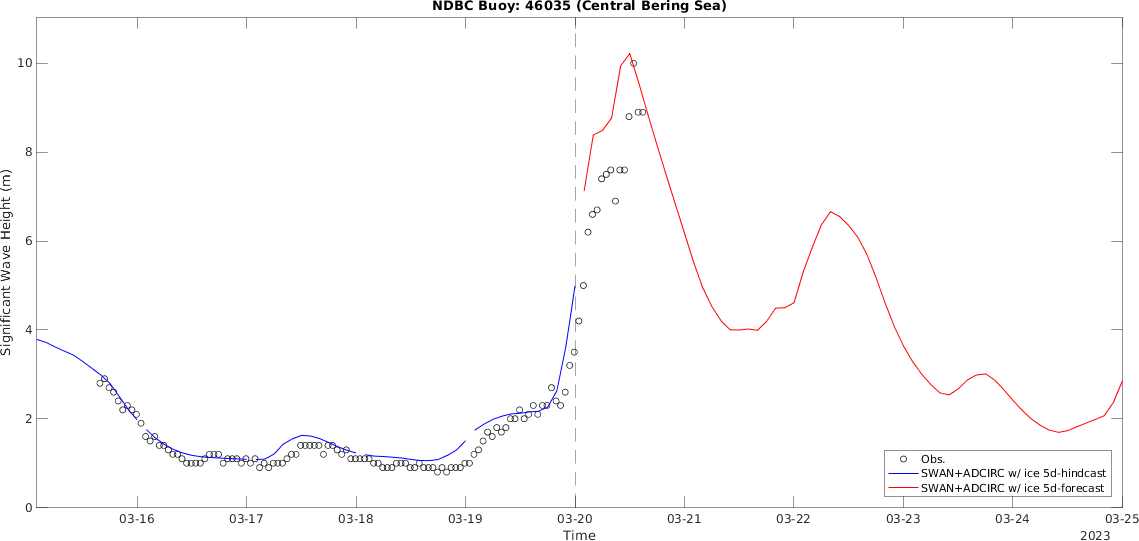 NDBC Buoy: 46035 (Central Bering Sea)
Significant Wave Height (m)
10
8
6
4
2
0
Obs.
SWAN+ADCIRC w/ ice 5d-hindcast
SWAN+ADCIRC w/ ice 5d-forecast
03-16 03-17 03-18 03-19 03-20 03-21 03-22 03-23 03-24 03-25
Time
2023